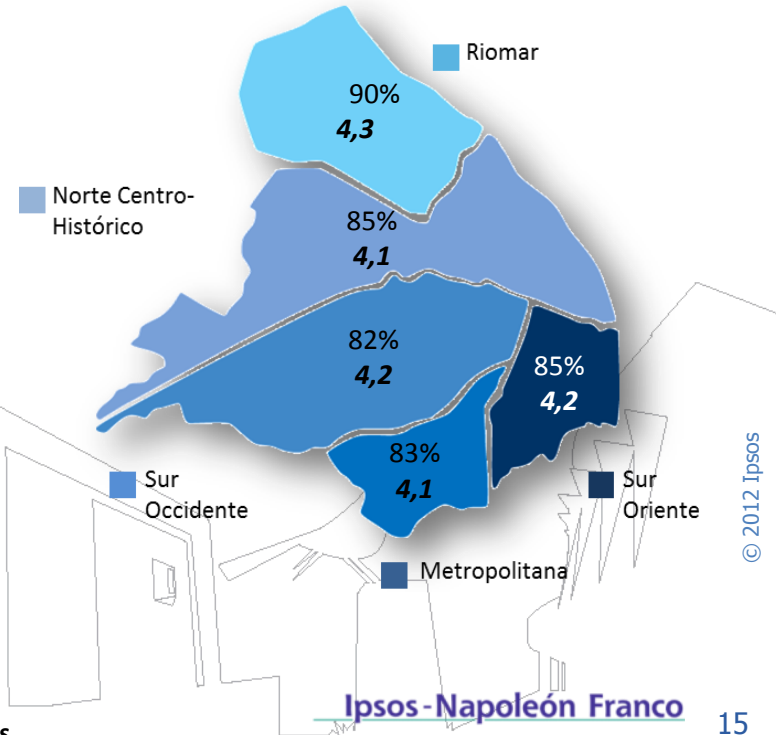 Riomar
90%
4,3
Norte Centro-
Histórico
85%
4,1
82%
4,2
85%
4,2
83%
4,1
Sur
Occidente
Sur
Oriente
Metropolitana
© 2012 Ipsos
Ipsos-Napoleón Franco
15